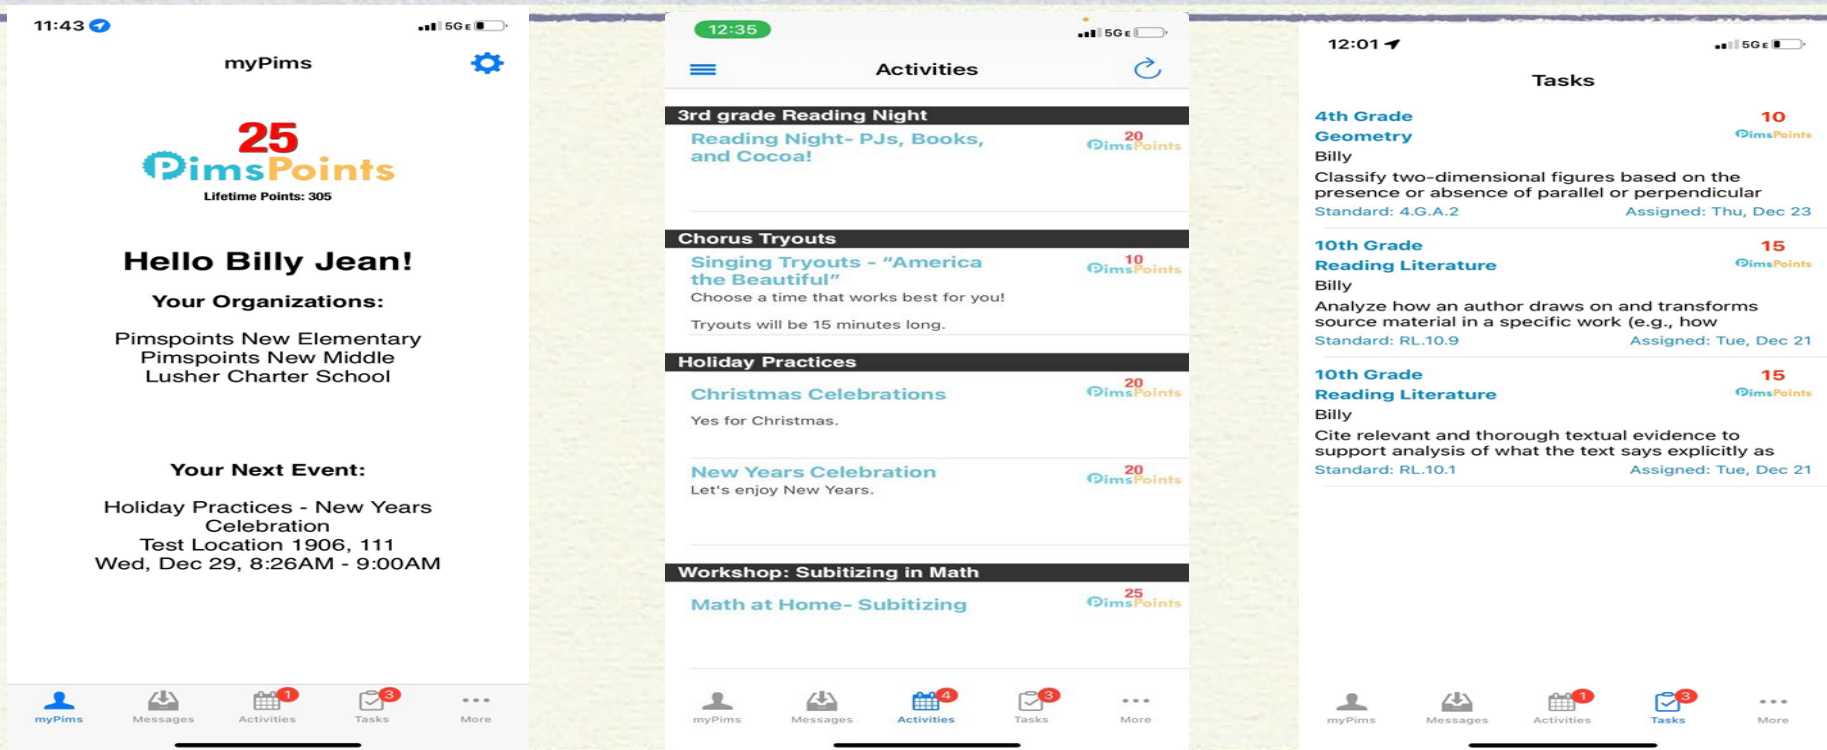 11:43
5GE
myPims
25
PimsPoints
Lifetime Points: 305
Hello Billy Jean!
Your Organizations:
Pimspoints New Elementary
Pimspoints New Middle
Lusher Charter School
Your Next Event:
Holiday Practices - New Years
Celebration
Test Location 1906, 111
Wed, Dec 29, 8:26AM - 9:00AM
1
3
myPims
Messages
Activities
Tasks
More
12:35
5GE
Activities
3rd grade Reading Night
Reading Night- PJs, Books,
and Cocoa!
20
PimsPoints
Chorus Tryouts
Singing Tryouts - “America
the Beautiful”
10
PimsPoints
Choose a time that works best for you!
Tryouts will be 15 minutes long.
Holiday Practices
Christmas Celebrations
20
PimsPoints
Yes for Christmas.
New Years Celebration
20
PimsPoints
Let's enjoy New Years.
Workshop: Subitizing in Math
Math at Home- Subitizing
25
PimsPoints
4
3
myPims
Messages
Activities
Tasks
More
12:01
5GE
Tasks
4th Grade
10
Geometry
PimsPoints
Billy
Classify two-dimensional figures based on the
presence or absence of parallel or perpendicular
Standard: 4.G.A.2
Assigned: Thu, Dec 23
10th Grade
15
Reading Literature
PimsPoints
Billy
Analyze how an author draws on and transforms
source material in a specific work (e.g., how
Standard: RL.10.9
Assigned: Tue, Dec 21
10th Grade
15
Reading Literature
PimsPoints
Billy
Cite relevant and thorough textual evidence to
support analysis of what the text says explicitly as
Standard: RL.10.1
Assigned: Tue, Dec 21
1
3
myPims
Messages
Activities
Tasks
More